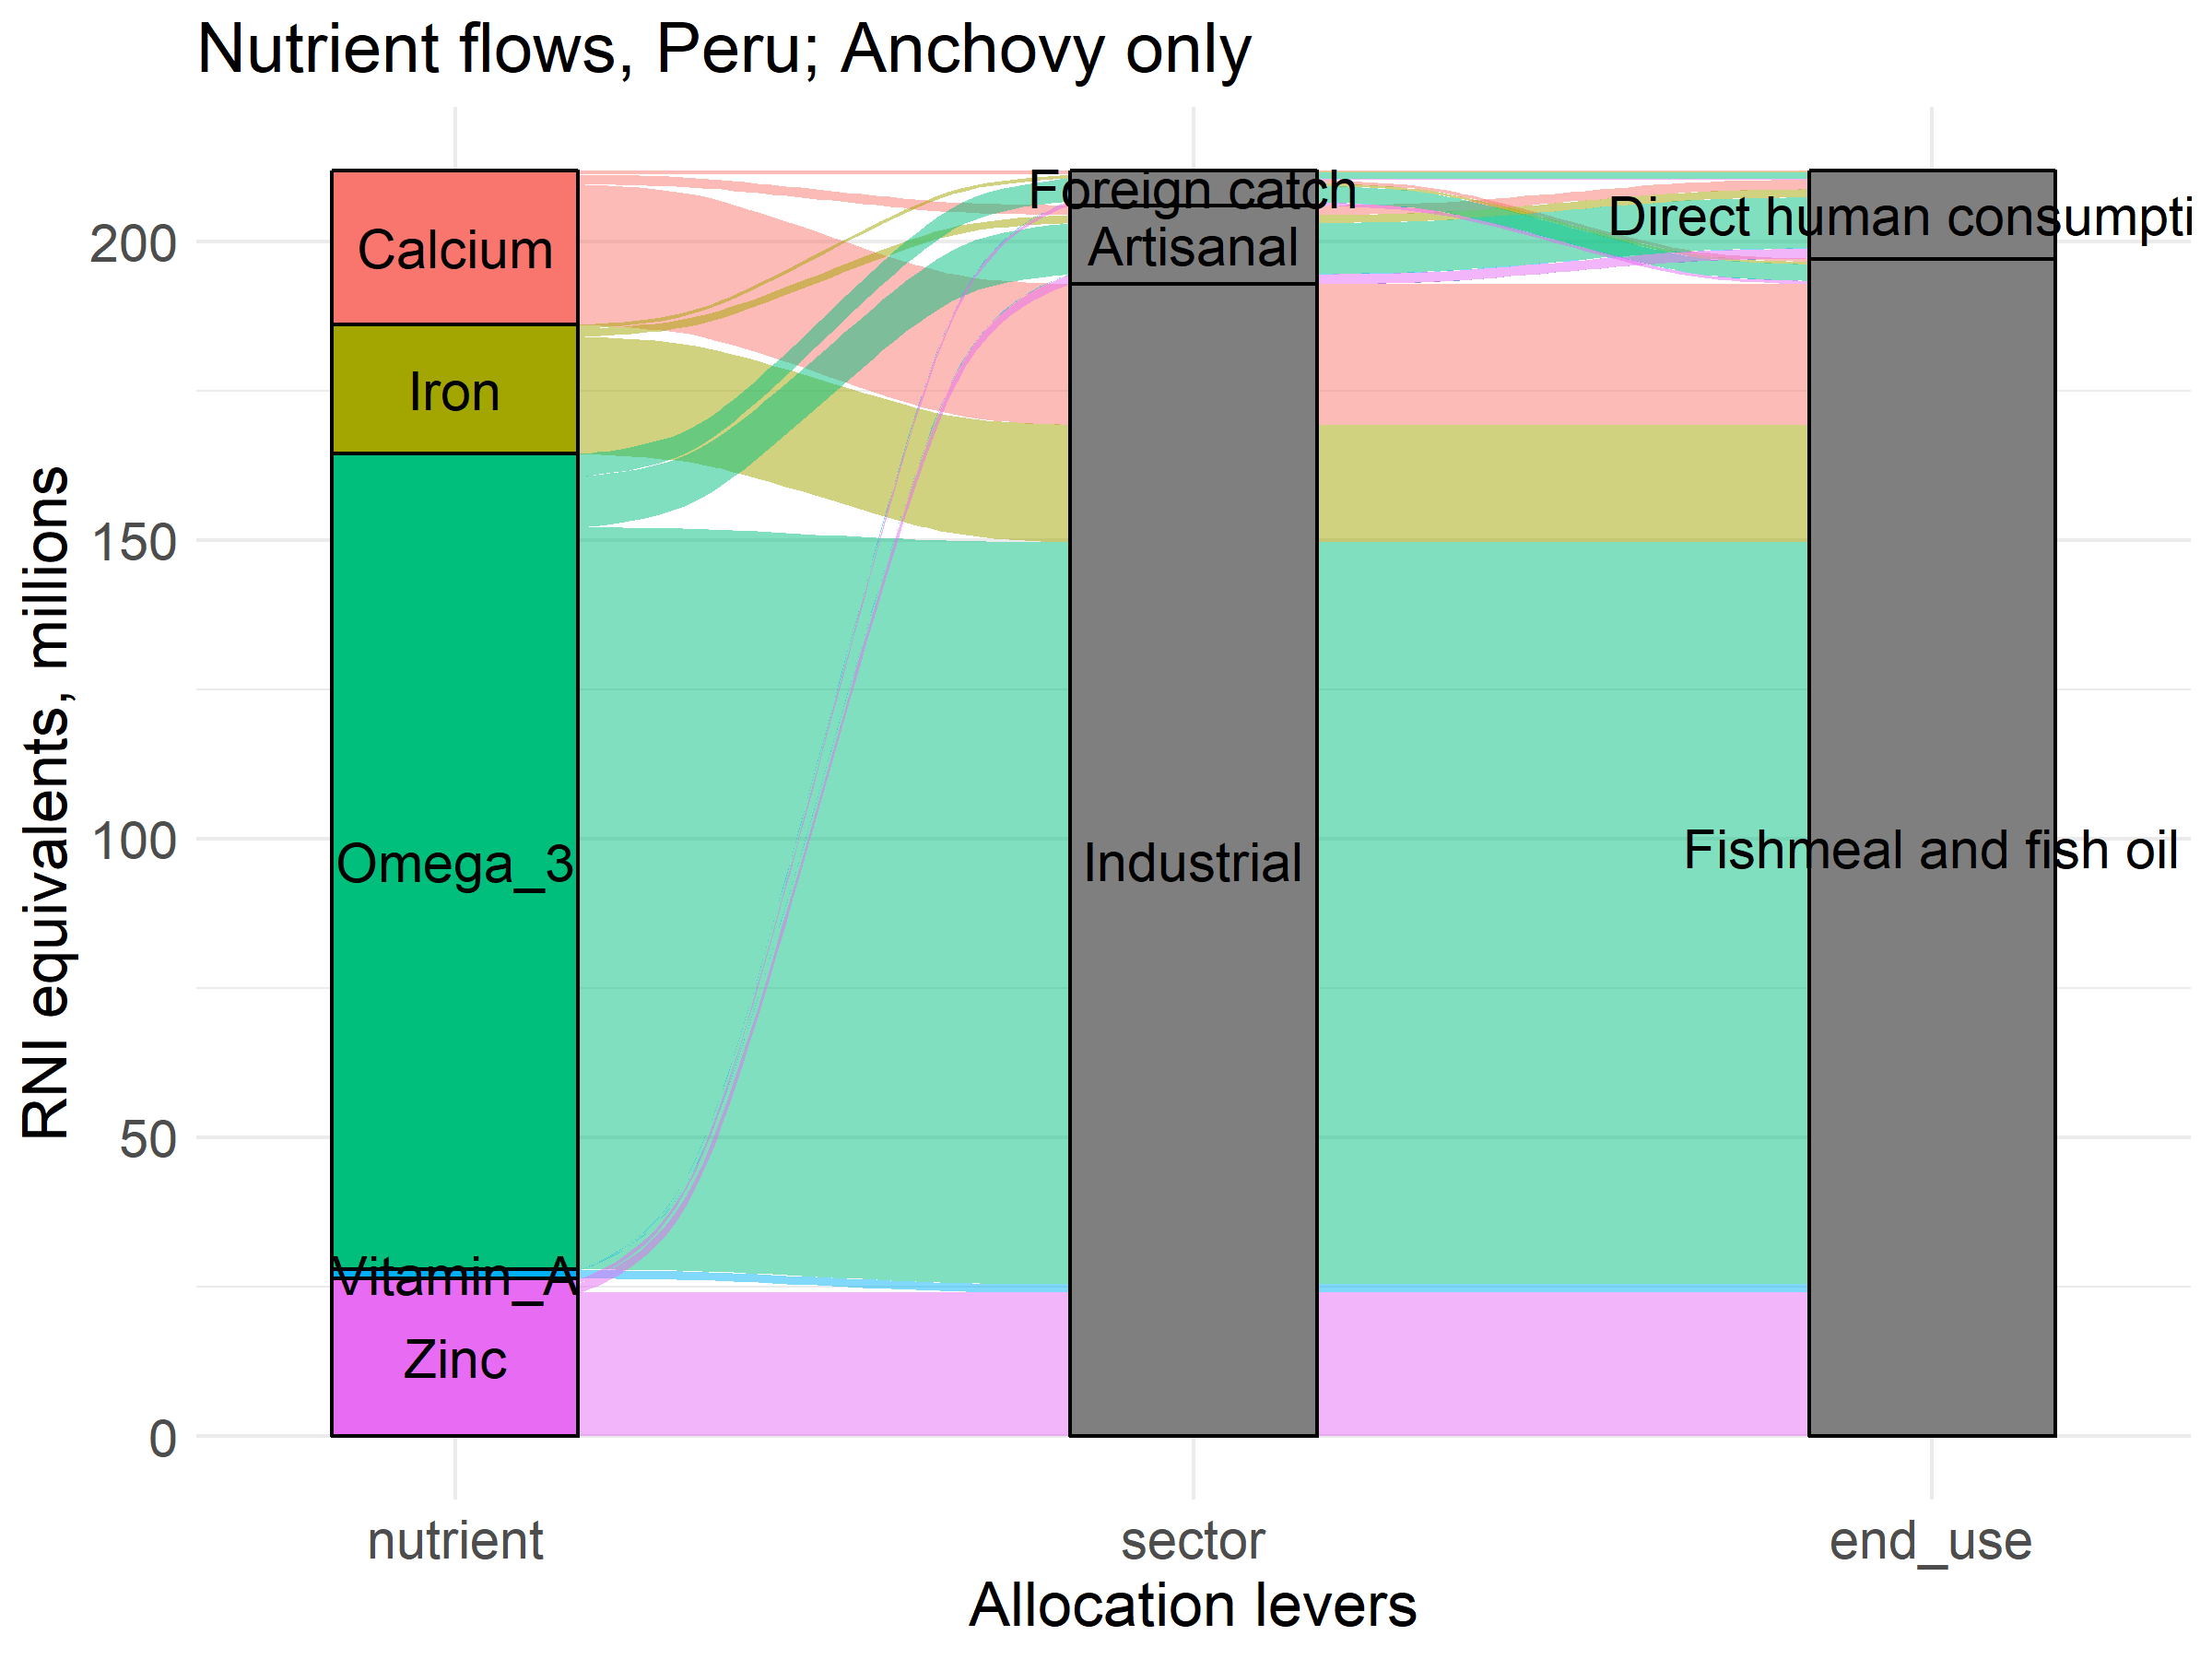 Nutrient flows, Peru; Anchovy only
RNI equivalents, millions
200
150
100
50
0
Calcium
Iron
Omega_3
Vitamin_A
Zinc
Foreign catch
Artisanal
Industrial
Direct human consumpti
Fishmeal and fish oil
nutrient
sector
end_use
Allocation levers